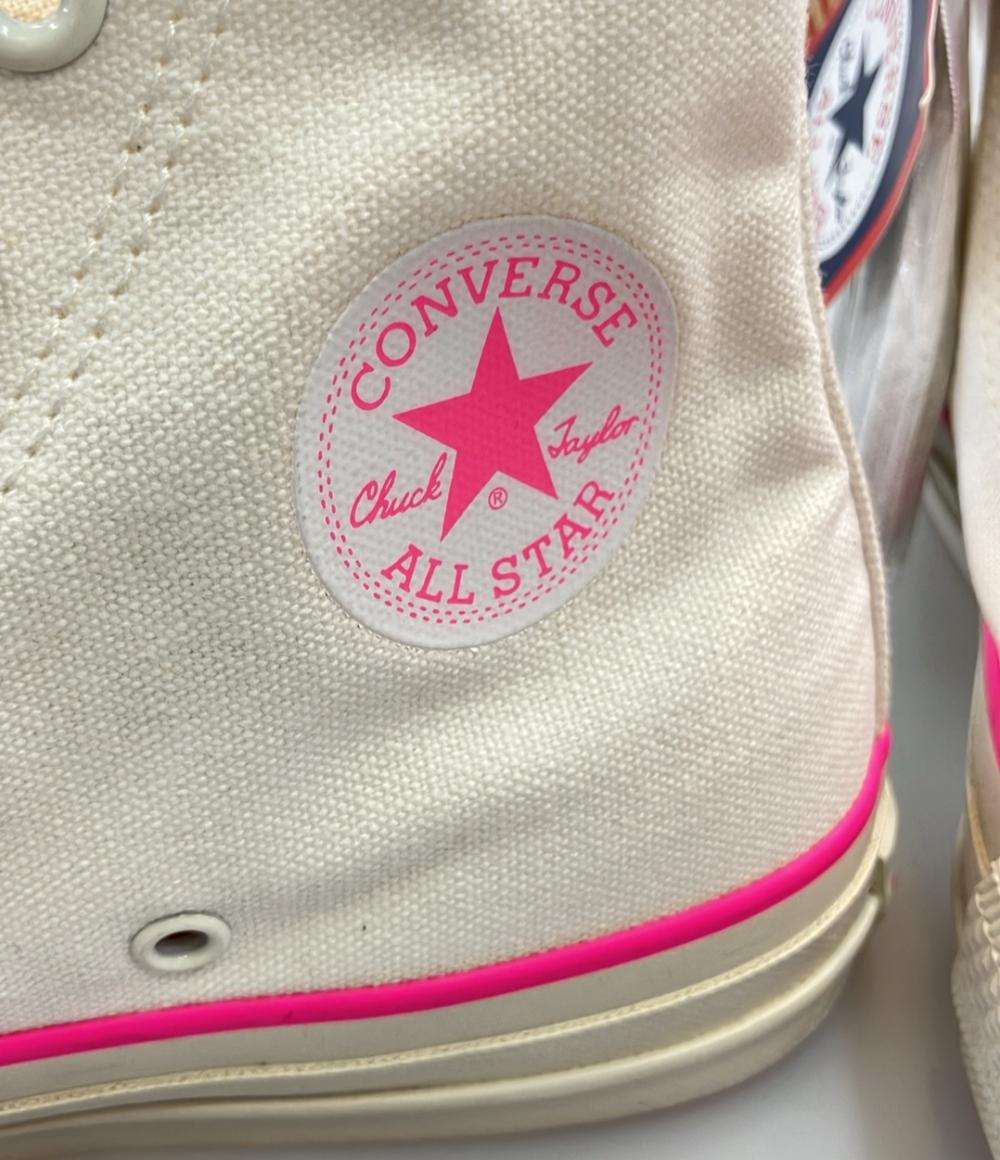 CONVERSE
Chuck Taylor
®
ALL STAR